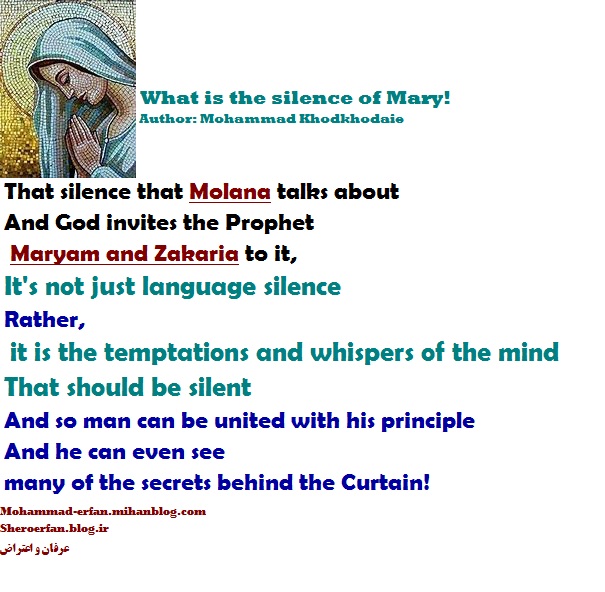 What is the silence of Mary!
Author: Mohammad Khodkhodaie
That silence that Molana talks about
And God invites the Prophet
Maryam and Zakaria to it,
It's not just language silence
Rather,
it is the temptations and whispers of the mind
That should be silent
And so man can be united with his principle
And he can even see
many of the secrets behind the Curtain!
Mohammad-erfan.mihanblog.com
Sheroerfan.blog.ir
عرفان و اعتراض